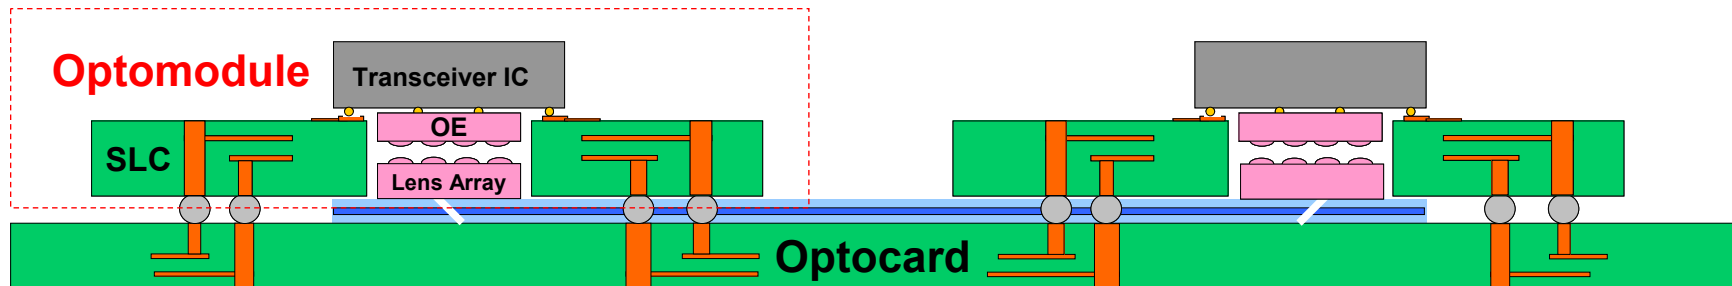 Optomodule
Transceiver IC
OE
SLC
Lens Array
Optocard